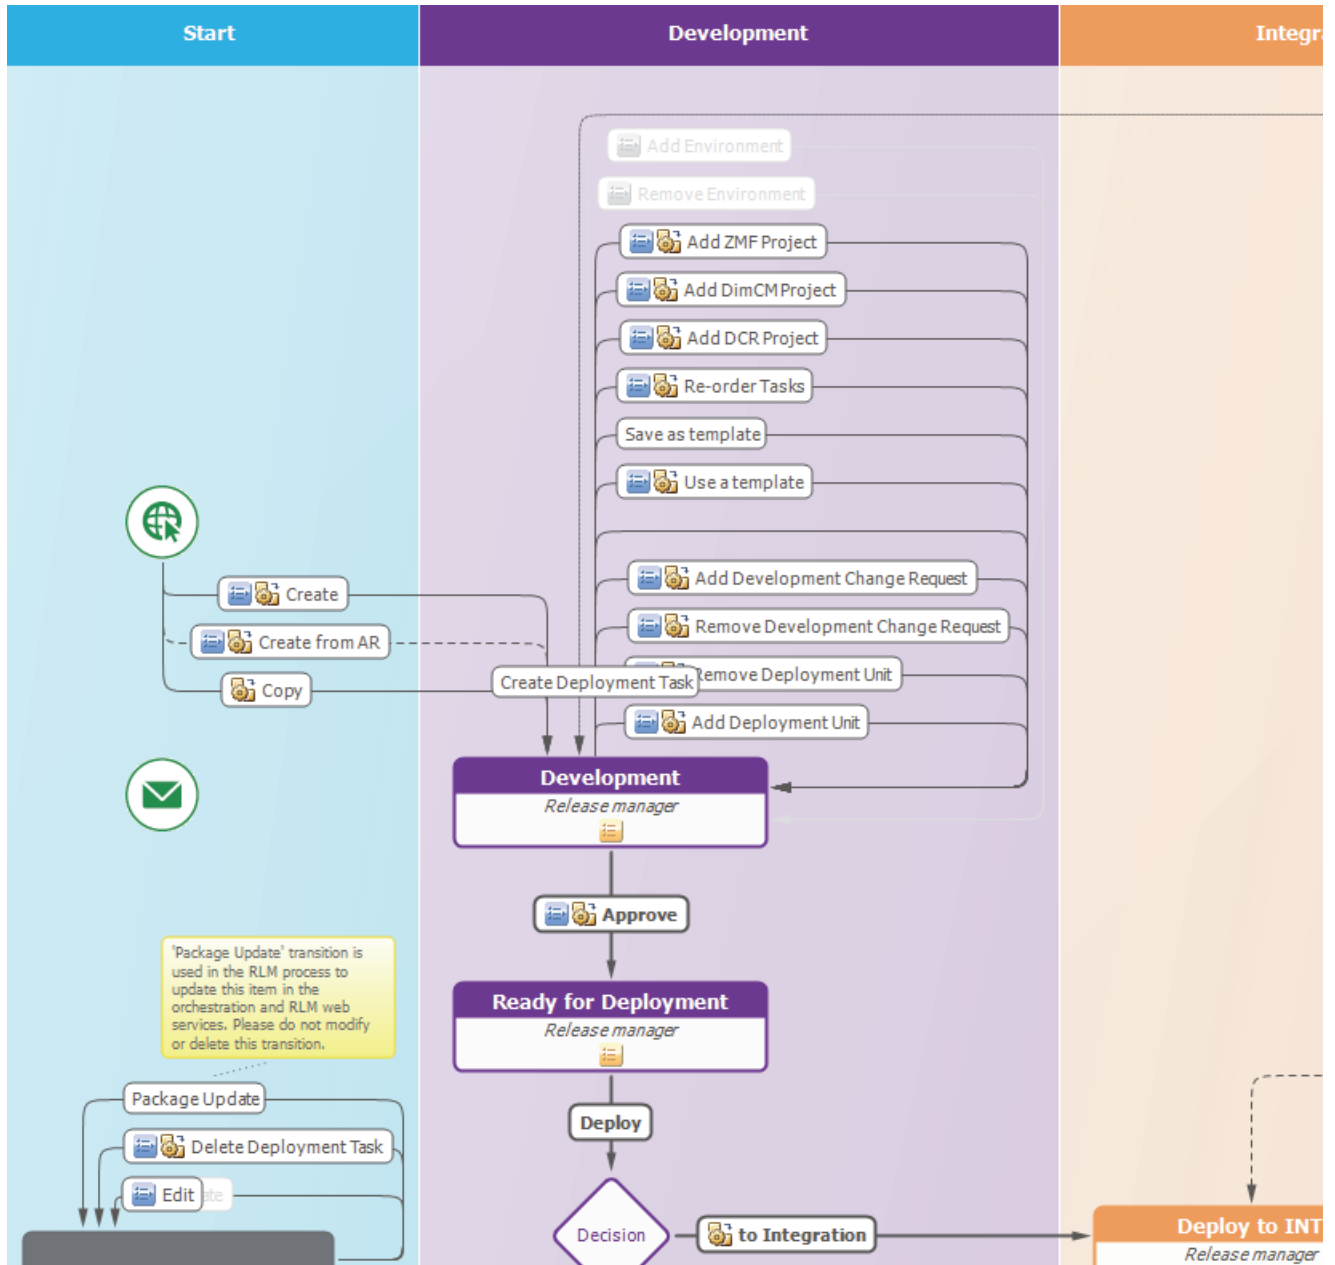 Start
Development
Integr
Add Environment
Remove Environment
Add ZMF Project
Add DimCM Project
Add DCR Project
Re-order Tasks
Save as template
Use a template
Create
Add Development Change Request
Create from AR
Remove Development Change Request
Copy
Create Deployment Task
Remove Deployment Unit
Add Deployment Unit
Development
Release manager
Approve
'Package Update' transition is
used in the RLM process to
update this item in the
orchestration and RLM web
services. Please do not modify
or delete this transition.
Ready for Deployment
Release manager
Package Update
Deploy
Delete Deployment Task
Edit
Decision
to Integration
Deploy to INT
Release manager